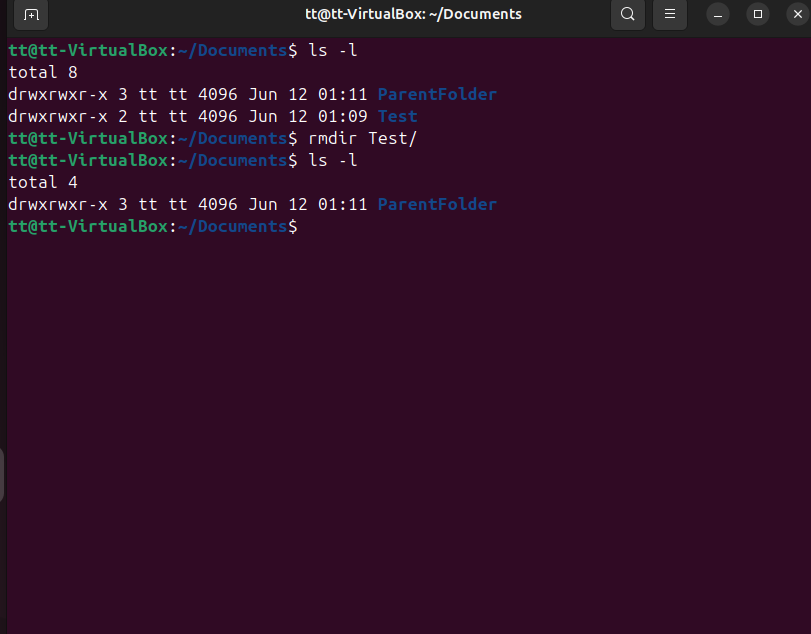 tt@tt-VirtualBox: ~/Documents
tt@tt-VirtualBox:~/Documents$ ls -l
total 8
drwxrwxr-x 3 tt tt 4096 Jun 12 01:11 ParentFolder
drwxrwxr-x 2 tt tt 4096 Jun 12 01:09 Test
tt@tt-VirtualBox:~/Documents$ rmdir Test/
tt@tt-VirtualBox:~/Documents$ ls -l
total 4
drwxrwxr-x 3 tt tt 4096 Jun 12 01:11 ParentFolder
tt@tt-VirtualBox:~/Documents$